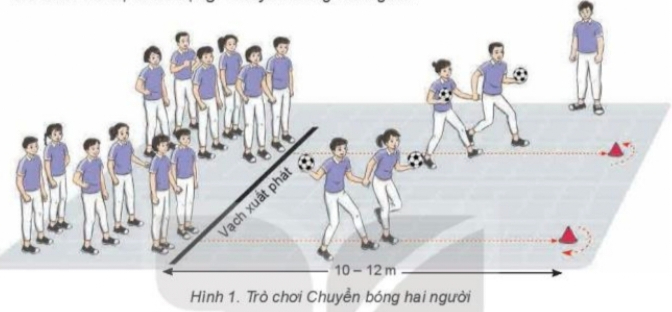 Vạch xuất phát
10 – 12 m
Hình 1. Trò chơi Chuyền bóng hai người